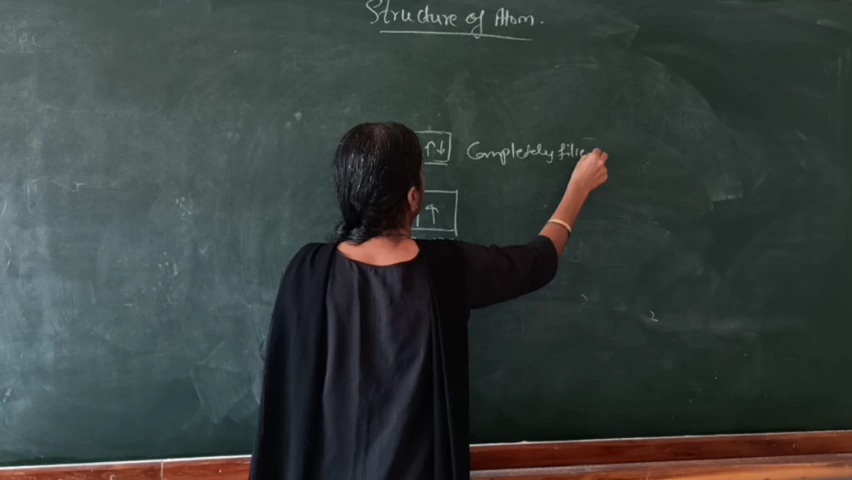 Structure of Atom.
↑↓ Completely fille
↑